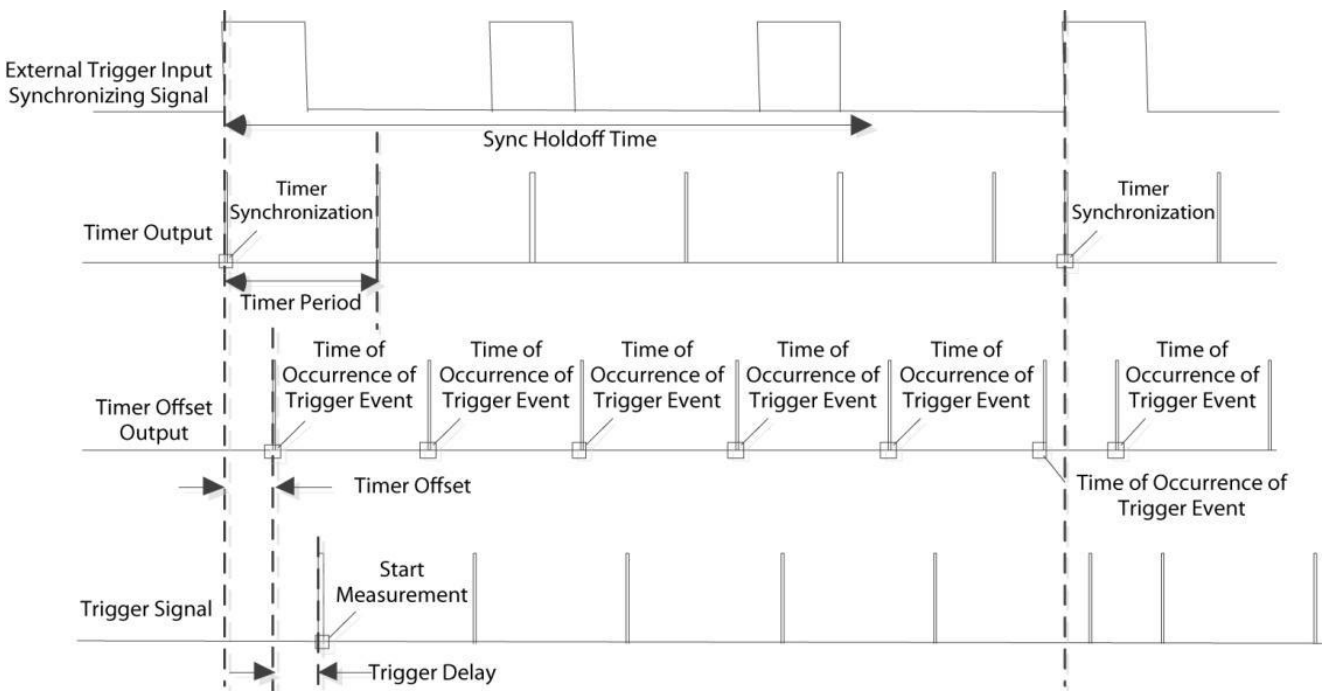 External Trigger Input
Synchronizing Signal
Sync Holdoff Time
Timer
Synchronization
Timer
Synchronization
Timer Output
Timer Period
Time of
Occurrence of
Trigger Event
Time of
Occurrence of
Trigger Event
Time of
Occurrence of
Trigger Event
Time of
Occurrence of
Trigger Event
Time of
Occurrence of
Trigger Event
Time of
Occurrence of
Trigger Event
Timer Offset
Output
Timer Offset
Time of Occurrence of
Trigger Event
Start
Measurement
Trigger Signal
Trigger Delay